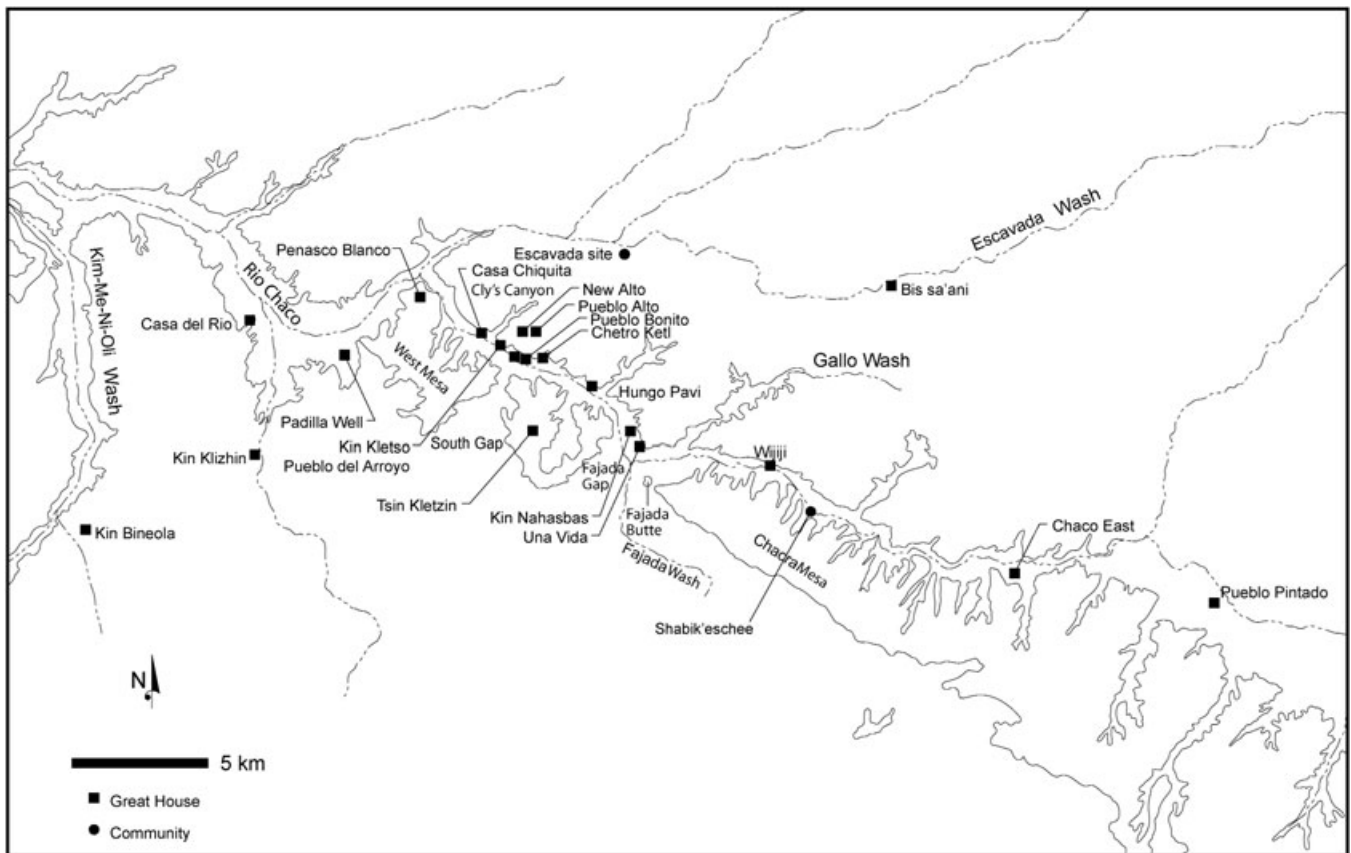 Escavada Wash
Penasco Blanco
Escavada site
Casa Chiquita
Cly's Canyon
New Alto
Bis sa'ani
Kim-Me-Ni-Oli Wash
Rio Chaco
Pueblo Alto
Casa del Rio
Pueblo Bonito
Chetro Ketl
West Mesa
Gallo Wash
Hungo Pavi
Padilla Well
Kin Kletso
South Gap
Kin Klizhin
Pueblo del Arroyo
Wijiji
Fajada
Gap
Tsin Kletzin
Kin Nahasbas
Fajada
Butte
Una Vida
Kin Bineola
Chaco East
Chacra Mesa
Fajada Wash
Pueblo Pintado
Shabik'eschee
N
5 km
Great House
Community